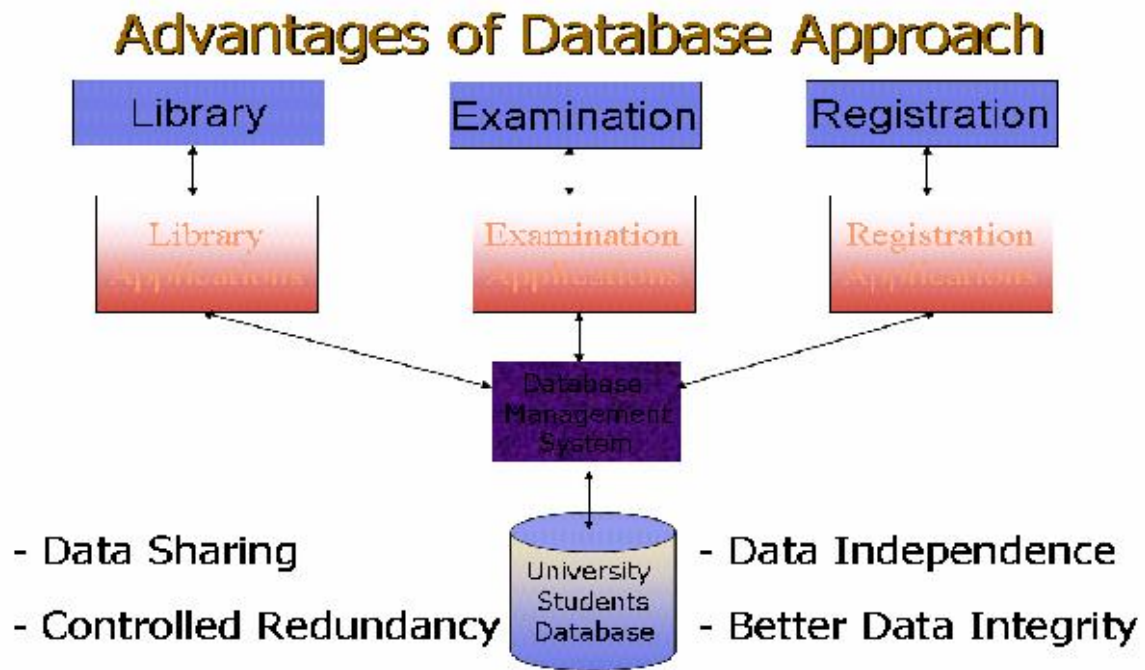 Advantages of Database Approach
Library
Examination
Registration
Library
Applications
Examination
Applications
Registration
Applications
Database
Management
System
University
Students
Database
- Data Sharing
- Controlled Redundancy
- Data Independence
- Better Data Integrity